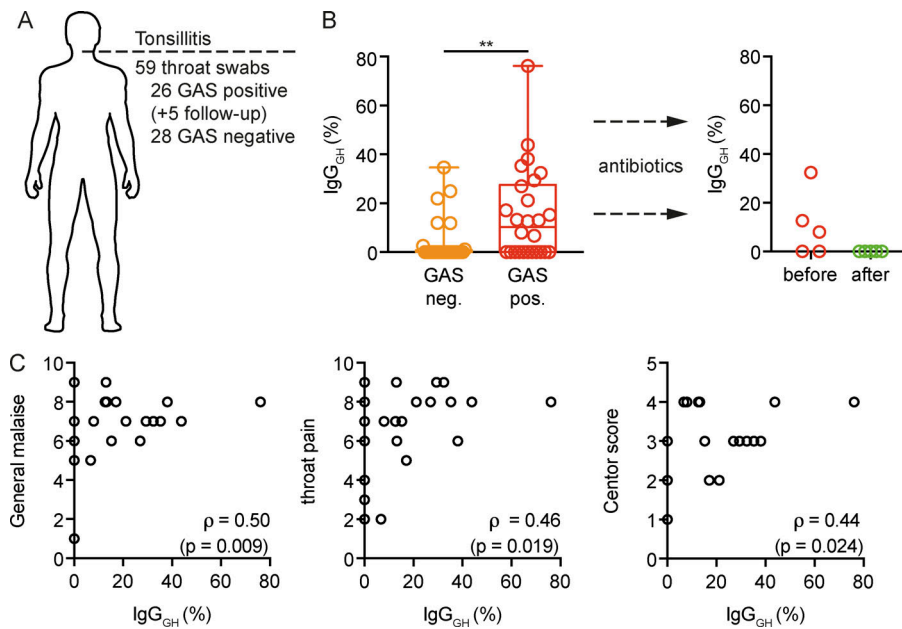 A
Tonsillitis
59 throat swabs
26 GAS positive
(+5 follow-up)
28 GAS negative
B
**
80
60
40
20
0
IgG_GH (%)
GAS neg.
GAS pos.
antibiotics
80
60
40
20
0
IgG_GH (%)
before after
C
10
8
6
4
2
0
General malaise
0 20 40 60 80
IgG_GH (%)
ρ = 0.50
(p = 0.009)
10
8
6
4
2
0
throat pain
0 20 40 60 80
IgG_GH (%)
ρ = 0.46
(p = 0.019)
5
4
3
2
1
0
Centor score
0 20 40 60 80
IgG_GH (%)
ρ = 0.44
(p = 0.024)